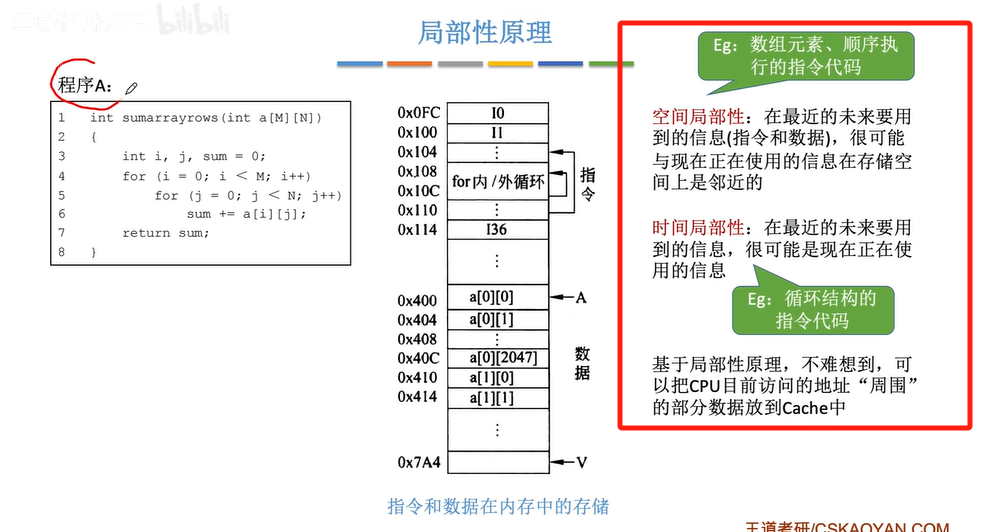 bilibili
局部性原理
程序A：
1 int sumarrayrows(int a[M][N])
2 {
3 int i, j, sum = 0;
4 for (i = 0; i < M; i++)
5 for (j = 0; j < N; j++)
6 sum += a[i][j];
7 return sum;
8 }
0x0FC I0
0x100 I1
0x104 ⋮
0x108
for内/外循环
0x10C
0x110 ⋮
0x114 I36
⋮
指令
0x400 a[0][0] A
0x404 a[0][1]
0x408 ⋮
0x40C a[0][2047]
0x410 a[1][0]
0x414 a[1][1]
⋮
0x7A4 V
数据
指令和数据在内存中的存储
Eg：数组元素、顺序执
行的指令代码
空间局部性：在最近的未来要用
到的信息(指令和数据)，很可能
与现在正在使用的信息在存储空
间上是邻近的
时间局部性：在最近的未来要用
到的信息，很可能是现在正在使
用的信息
Eg：循环结构的
指令代码
基于局部性原理，不难想到，可
以把CPU目前访问的地址“周围”
的部分数据放到Cache中
王道考研/CSKAOYAN.COM